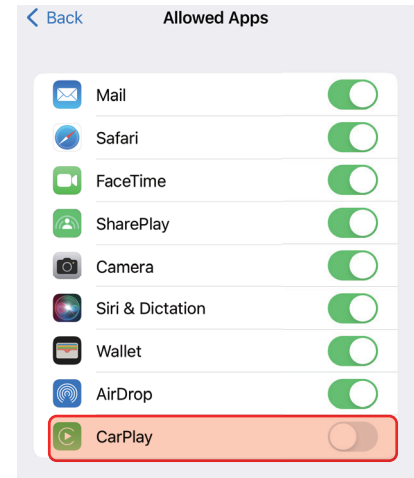 Back
Allowed Apps
Mail
Safari
FaceTime
SharePlay
Camera
Siri & Dictation
Wallet
AirDrop
CarPlay